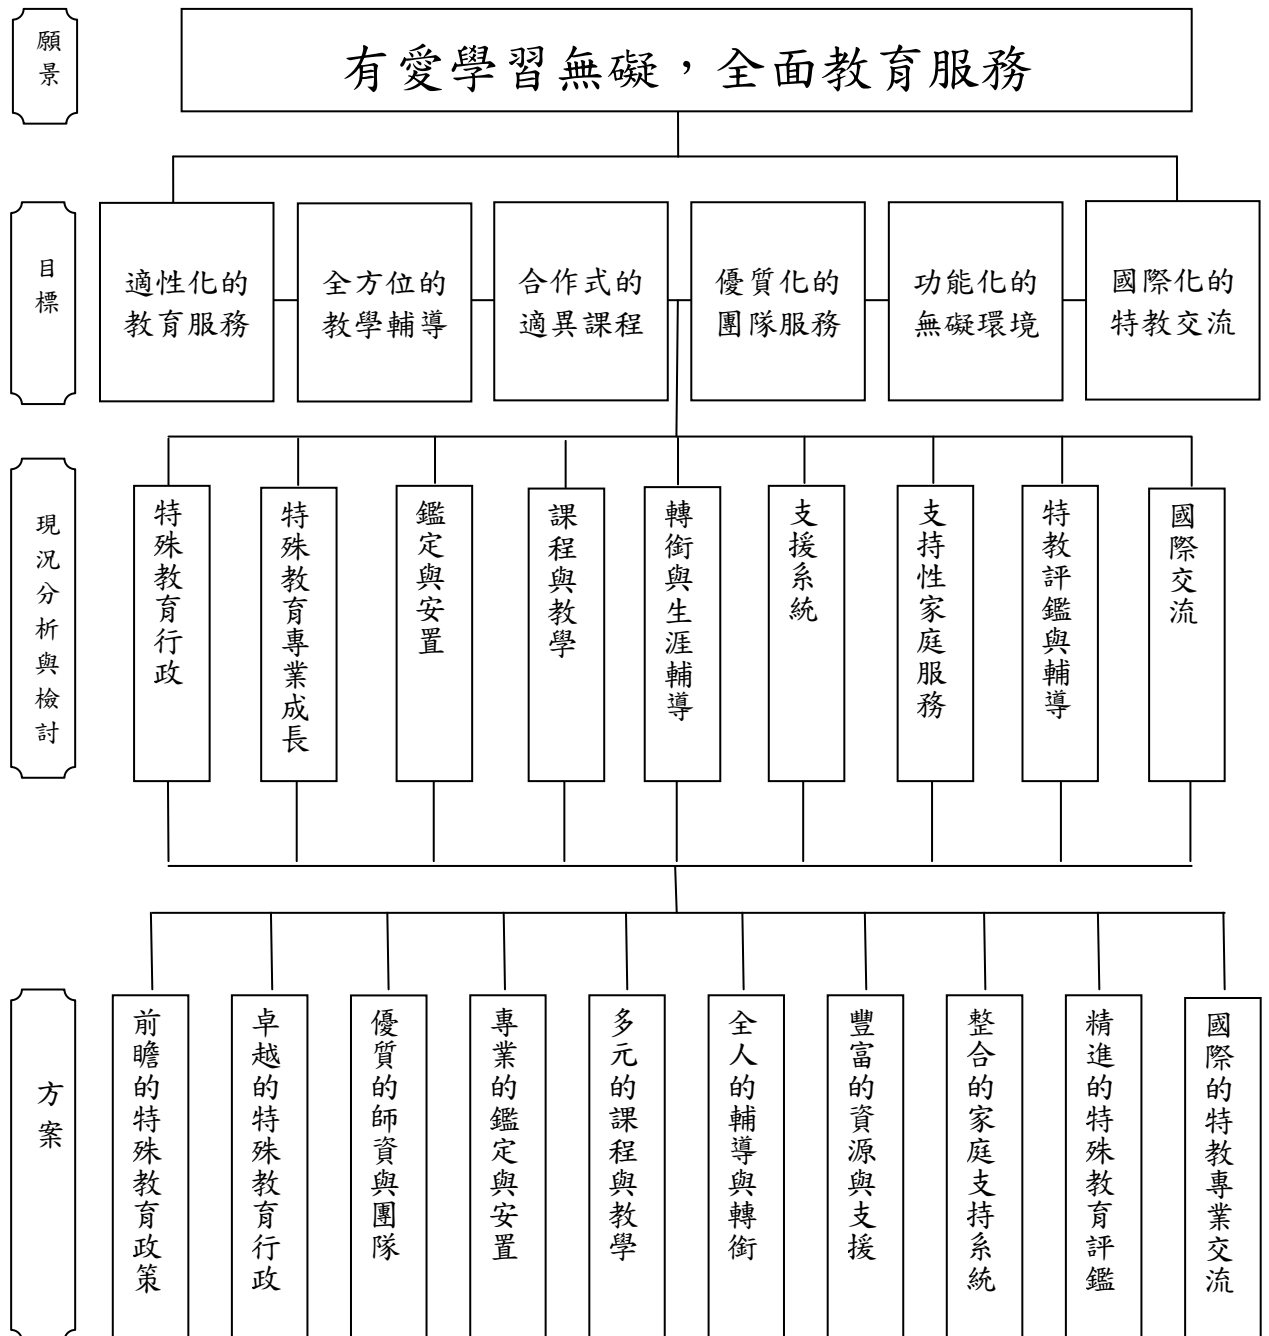 願景
有愛學習無礙，全面教育服務
目標
適性化的
教育服務
全方位的
教學輔導
合作式的
適異課程
優質化的
團隊服務
功能化的
無礙環境
國際化的
特教交流
現況分析與檢討
特殊教育行政
特殊教育專業成長
鑑定與安置
課程與教學
轉銜與生涯輔導
支援系統
支持性家庭服務
特教評鑑與輔導
國際交流
方案
前瞻的特殊教育政策
卓越的特殊教育行政
優質的師資與團隊
專業的鑑定與安置
多元的課程與教學
全人的輔導與轉銜
豐富的資源與支援
整合的家庭支持系統
精進的特殊教育評鑑
國際的特教專業交流